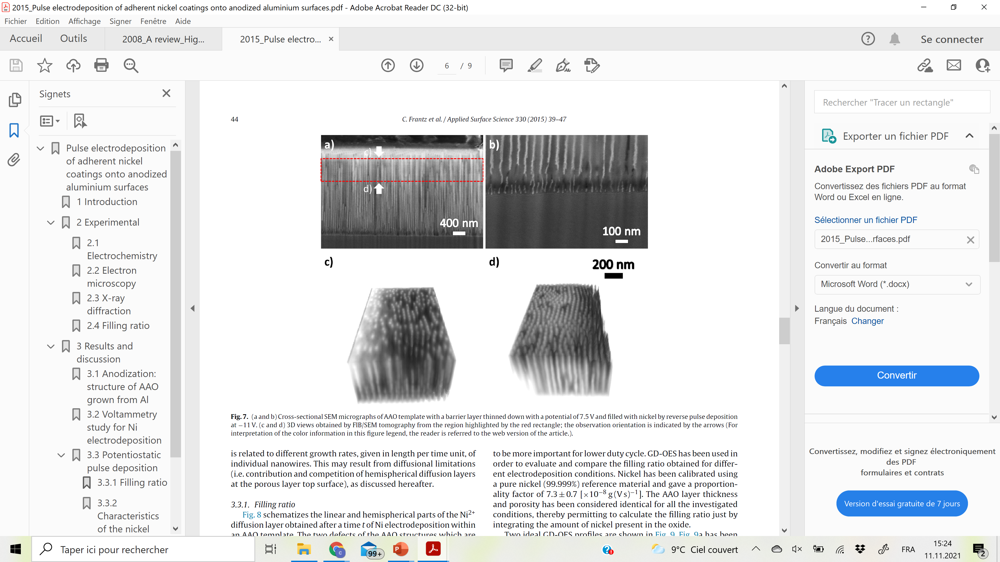 2015_Pulse electrodeposition of adherent nickel coatings onto anodized aluminium surfaces.pdf - Adobe Acrobat Reader DC (32-bit)
Fichier Edition Affichage Signer Fenêtre Aide
Accueil Outils 2008_A review_Hig... 2015_Pulse electro... Se connecter
6 / 9
Signets
Pulse electrodeposition
of adherent nickel
coatings onto anodized
aluminium surfaces
1 Introduction
2 Experimental
2.1
Electrochemistry
2.2 Electron
microscopy
2.3 X-ray
diffraction
2.4 Filling ratio
3 Results and
discussion
3.1 Anodization:
structure of AAO
grown from Al
3.2 Voltammetry
study for Ni
electrodeposition
3.3 Potentiostatic
pulse deposition
3.3.1 Filling ratio
3.3.2
Characteristics
of the nickel
44
C. Frantz et al. / Applied Surface Science 330 (2015) 39–47
a)
c)
d)
400 nm
b)
100 nm
c)
d)
200 nm
Fig. 7. (a and b) Cross-sectional SEM micrographs of AAO template with a barrier layer thinned down with a potential of 7.5 V and filled with nickel by reverse pulse deposition
at −11 V. (c and d) 3D views obtained by FIB/SEM tomography from the region highlighted by the red rectangle; the observation orientation is indicated by the arrows (For
interpretation of the color information in this figure legend, the reader is referred to the web version of the article.).
is related to different growth rates, given in length per time unit, of
individual nanowires. This may result from diffusional limitations
(i.e. contribution and competition of hemispherical diffusion layers
at the porous layer top surface), as discussed hereafter.
3.3.1. Filling ratio
Fig. 8 schematizes the linear and hemispherical parts of the Ni2+
diffusion layer obtained after a time t of Ni electrodeposition within
an AAO template. The two defects of the AAO structures which are
to be more important for lower duty cycle. GD-OES has been used in
order to evaluate and compare the filling ratio obtained for differ-
ent electrodeposition conditions. Nickel has been calibrated using
a pure nickel (99.999%) reference material and gave a proportion-
ality factor of 7.3 ± 0.7 [×10−8 g (V s)−1]. The AAO layer thickness
and porosity has been considered identical for all the investigated
conditions, thereby permitting to calculate the filling ratio just by
integrating the amount of nickel present in the oxide.
Two ideal GD-OES profiles are shown in Fig. 9. Fig. 9a has been
Rechercher "Tracer un rectangle"
Exporter un fichier PDF
Adobe Export PDF
Convertissez des fichiers PDF au format
Word ou Excel en ligne.
Sélectionner un fichier PDF
2015_Pulse...rfaces.pdf
Convertir au format
Microsoft Word (*.docx)
Langue du document :
Français Changer
Convertir
Convertissez, modifiez et signez électroniquement
des PDF
formulaires et contrats
Version d'essai gratuite de 7 jours
Taper ici pour rechercher
99+
9°C Ciel couvert
FRA
15:24
11.11.2021
2